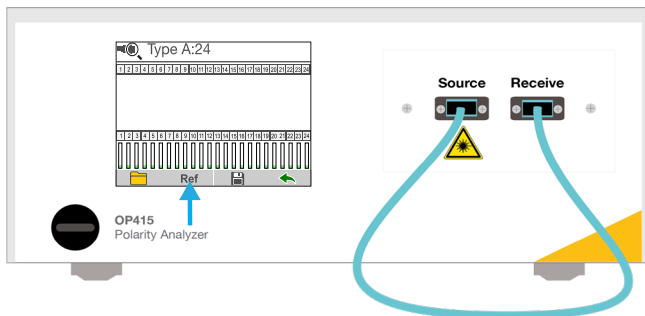 Type A:24
1 2 3 4 5 6 7 8 9 10 11 12 13 14 15 16 17 18 19 20 21 22 23 24
1 2 3 4 5 6 7 8 9 10 11 12 13 14 15 16 17 18 19 20 21 22 23 24
Ref
Source Receive
OP415
Polarity Analyzer